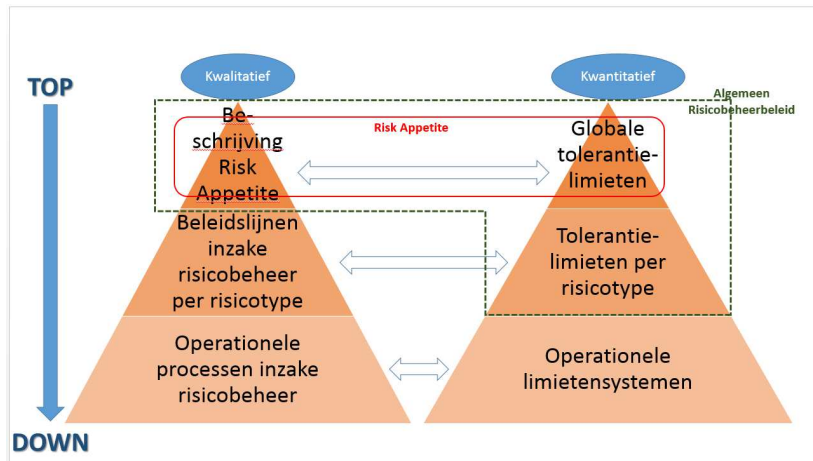 Kwalitatief
Kwantitatief
TOP
Algemeen
Risicobeheerbeleid
Be-
schrijving
Risk
Appetite
Risk Appetite
Globale
tolerantie-
limieten
Beleidslijnen
inzake
risicobeheer
per risicotype
Tolerantie-
limieten per
risicotype
Operationele
processen inzake
risicobeheer
Operationele
limietensystemen
DOWN